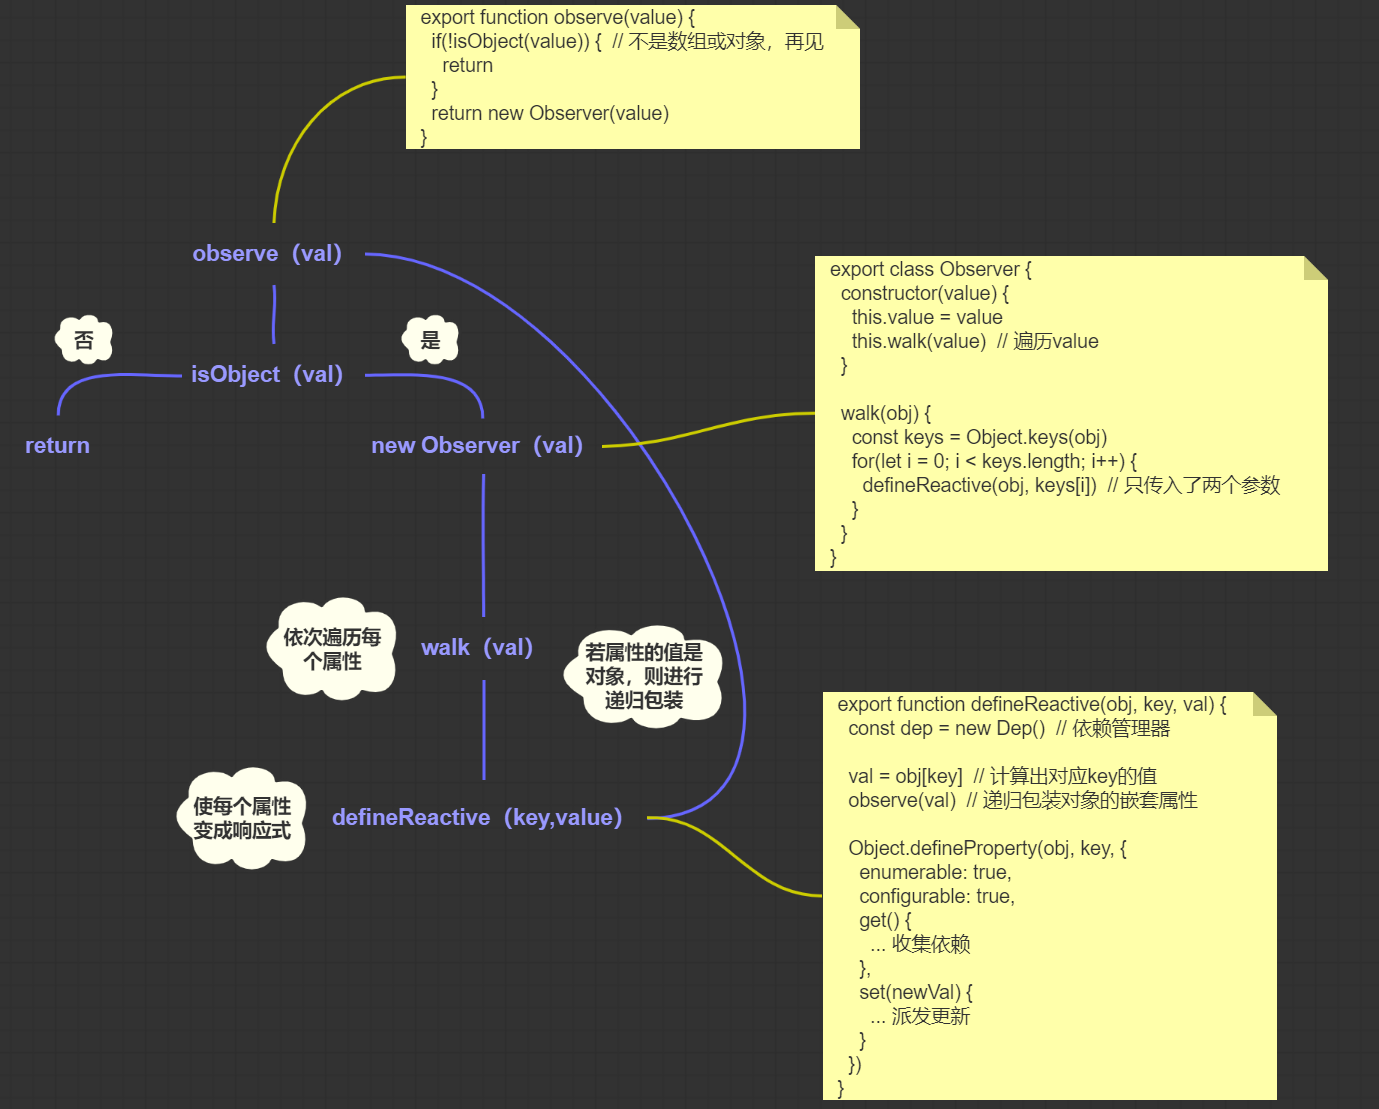 export function observe(value) {
if(!isObject(value)) {  // 不是数组或对象，再见
return
}
return new Observer(value)
}
observe（val）
否
是
isObject（val）
return
new Observer（val）
export class Observer {
constructor(value) {
this.value = value
this.walk(value)  // 遍历value
}
walk(obj) {
const keys = Object.keys(obj)
for(let i = 0; i < keys.length; i++) {
defineReactive(obj, keys[i])  // 只传入了两个参数
}
}
}
依次遍历每
个属性
walk（val）
若属性的值是
对象，则进行
递归包装
使每个属性
变成响应式
defineReactive（key,value）
export function defineReactive(obj, key, val) {
const dep = new Dep()  // 依赖管理器
val = obj[key]  // 计算出对应key的值
observe(val)  // 递归包装对象的嵌套属性
Object.defineProperty(obj, key, {
enumerable: true,
configurable: true,
get() {
... 收集依赖
},
set(newVal) {
... 派发更新
}
})
}